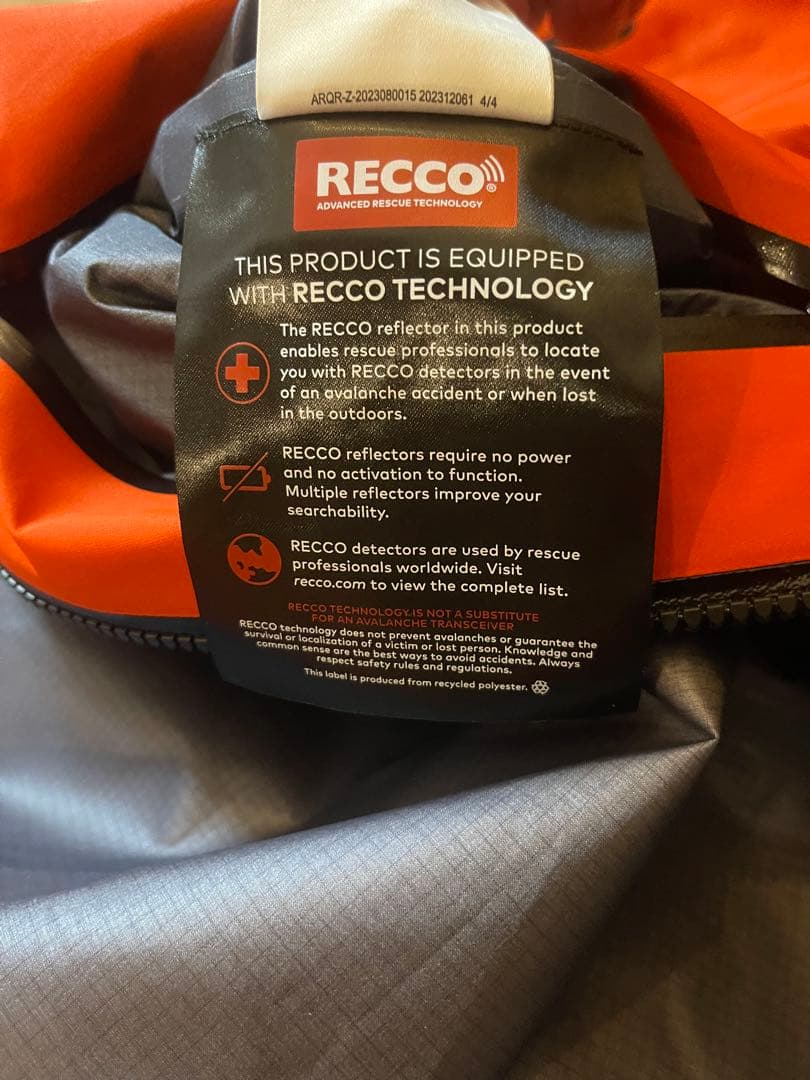 ARQR-Z-2023080015 202312061 4/4
RECCO®
ADVANCED RESCUE TECHNOLOGY
THIS PRODUCT IS EQUIPPED
WITH RECCO TECHNOLOGY
The RECCO reflector in this product
enables rescue professionals to locate
you with RECCO detectors in the event
of an avalanche accident or when lost
in the outdoors.
RECCO reflectors require no power
and no activation to function.
Multiple reflectors improve your
searchability.
RECCO detectors are used by rescue
professionals worldwide. Visit
recco.com to view the complete list.
RECCO TECHNOLOGY IS NOT A SUBSTITUTE
FOR AN AVALANCHE TRANSCEIVER
RECCO technology does not prevent avalanches or guarantee the
survival or localization of a victim or lost person. Knowledge and
common sense are the best ways to avoid accidents. Always
respect safety rules and regulations.
This label is produced from recycled polyester.